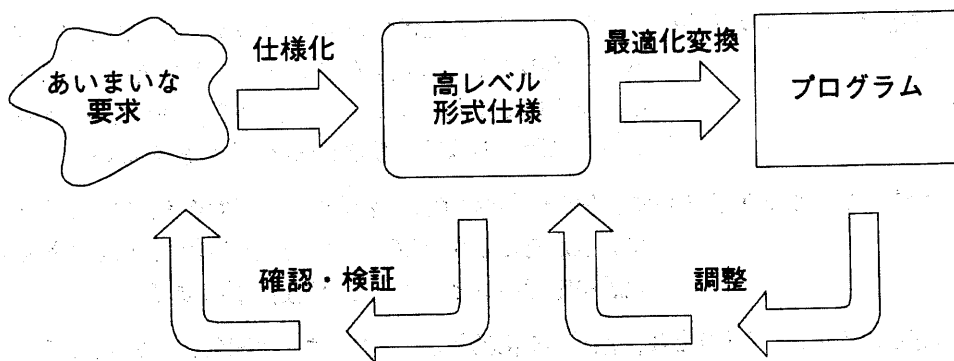 あいまいな
要求
仕様化
高レベル
形式仕様
最適化変換
プログラム
確認・検証
調整